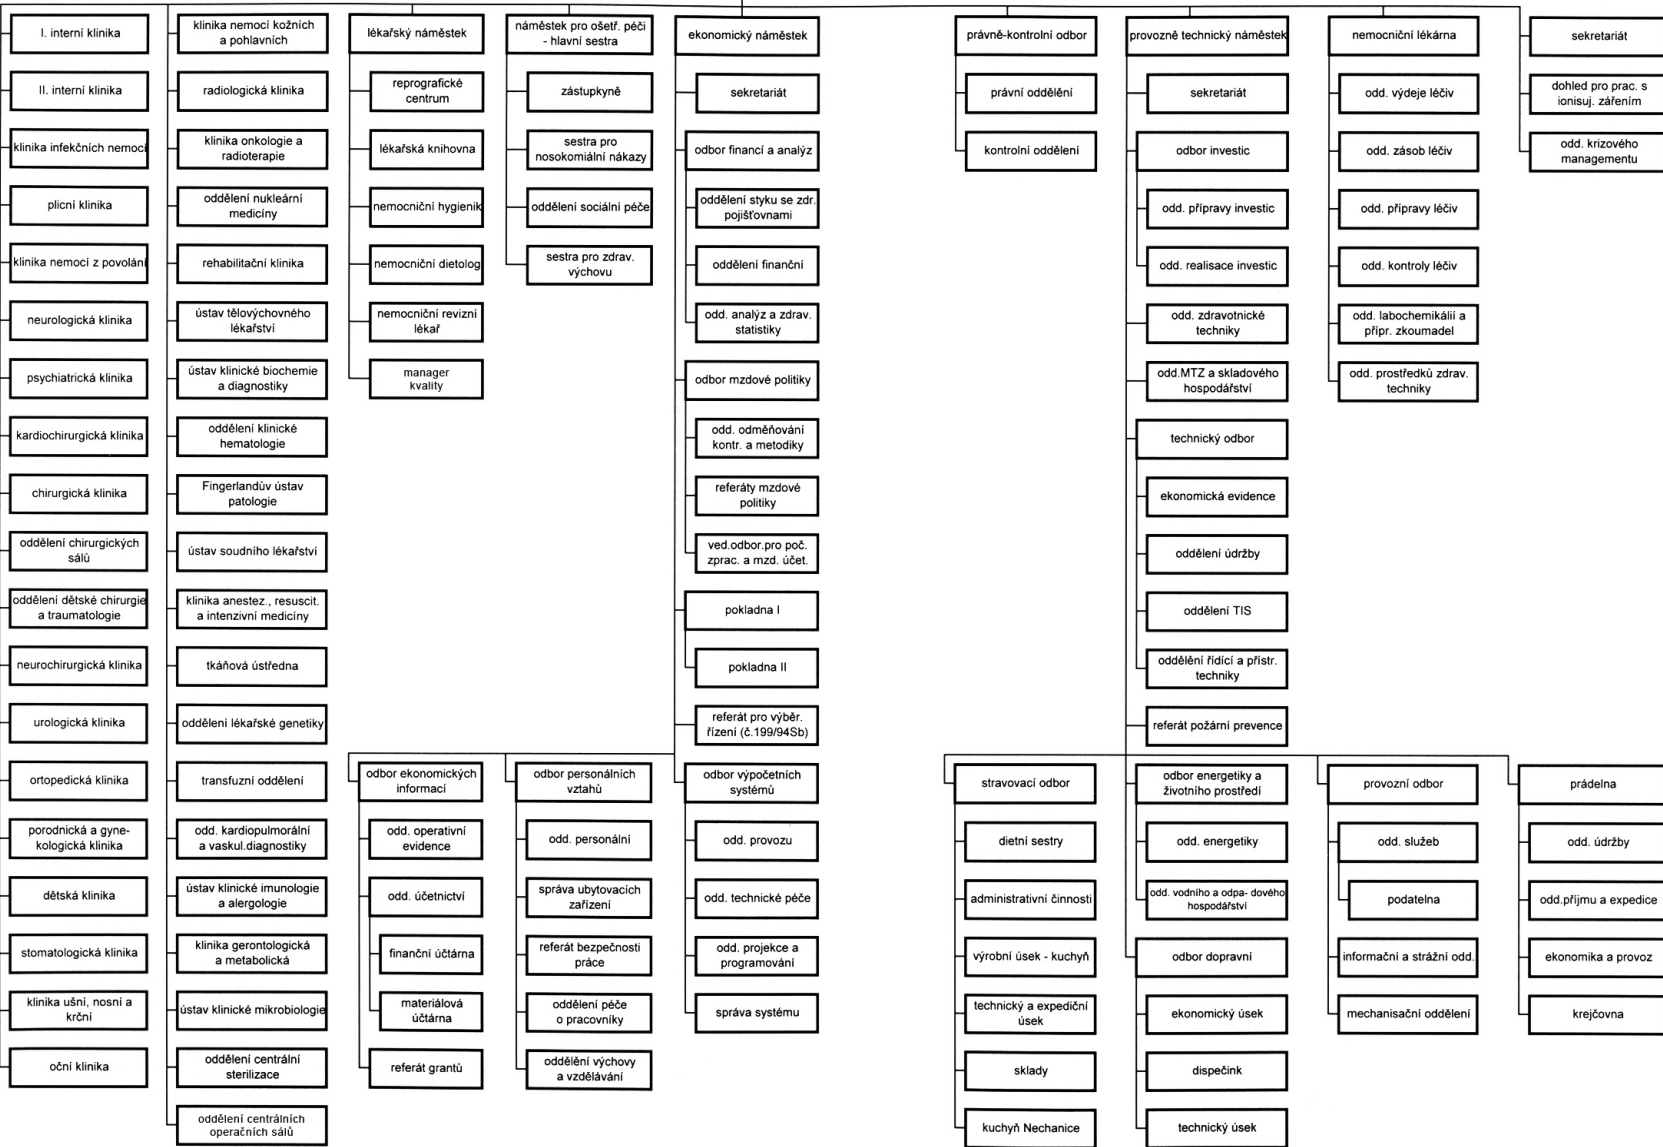 I. interní klinika
II. interní klinika
klinika infekčních nemocí
plicní klinika
klinika nemocí z povolání
neurologická klinika
psychiatrická klinika
kardiochirurgická klinika
chirurgická klinika
oddělení chirurgických
sálů
oddělení dětské chirurgie
a traumatologie
neurochirurgická klinika
urologická klinika
ortopedická klinika
porodnická a gyne-
kologická klinika
dětská klinika
stomatologická klinika
klinika ušní, nosní a
krční
oční klinika
klinika nemocí kožních
a pohlavních
radiologická klinika
klinika onkologie a
radioterapie
oddělení nukleární
medicíny
rehabilitační klinika
ústav tělovýchovného
lékařství
ústav klinické biochemie
a diagnostiky
oddělení klinické
hematologie
Fingerlandův ústav
patologie
ústav soudního lékařství
klinika anestez., resuscit.
a intenzivní medicíny
tkáňová ústředna
oddělení lékařské genetiky
transfuzní oddělení
odd. kardiopulmorální
a vaskul.diagnostiky
ústav klinické imunologie
a alergologie
klinika gerontologická
a metabolická
ústav klinické mikrobiologie
oddělení centrální
sterilizace
oddělení centrálních
operačních sálů
lékařský náměstek
reprografické
centrum
lékařská knihovna
nemocniční hygienik
nemocniční dietolog
nemocniční revizní
lékař
manager
kvality
náměstek pro ošetř. péči
- hlavní sestra
zástupkyně
sestra pro
nosokomiální nákazy
oddělení sociální péče
sestra pro zdrav.
výchovu
ekonomický náměstek
sekretariát
odbor financí a analýz
oddělení styku se zdr.
pojišťovnami
oddělení finanční
odd. analýz a zdrav.
statistiky
odbor mzdové politiky
odd. odměňování
kontr. a metodiky
referáty mzdové
politiky
ved.odbor.pro poč.
zprac. a mzd. účet.
pokladna I
pokladna II
referát pro výběr.
řízení (č.199/94Sb)
odbor ekonomických
informací
odd. operativní
evidence
odd. účetnictví
finanční účtárna
materiálová
účtárna
referát grantů
odbor personálních
vztahů
odd. personální
správa ubytovacích
zařízení
referát bezpečnosti
práce
oddělení péče
o pracovníky
oddělění výchovy
a vzdělávání
odbor výpočetních
systémů
odd. provozu
odd. technické péče
odd. projekce a
programování
správa systému
právně-kontrolní odbor
právní oddělení
kontrolní oddělení
provozně technický náměstek
sekretariát
odbor investic
odd. přípravy investic
odd. realisace investic
odd. zdravotnické
techniky
odd.MTZ a skladového
hospodářství
technický odbor
ekonomická evidence
oddělení údržby
oddělení TIS
oddělění řídící a přístr.
techniky
referát požární prevence
nemocniční lékárna
odd. výdeje léčiv
odd. zásob léčiv
odd. přípravy léčiv
odd. kontroly léčiv
odd. labochemikálií a
přípr. zkoumadel
odd. prostředků zdrav.
techniky
sekretariát
dohled pro prac. s
ionisuj. zářením
odd. krizového
managementu
stravovací odbor
dietní sestry
administrativní činnosti
výrobní úsek - kuchyň
technický a expediční
úsek
sklady
kuchyň Nechanice
odbor energetiky a
životního prostředí
odd. energetiky
odd. vodního a odpa- dového
hospodářství
odbor dopravní
ekonomický úsek
dispečink
technický úsek
provozní odbor
odd. služeb
podatelna
informační a strážní odd.
mechanisační oddělení
prádelna
odd. údržby
odd.příjmu a expedice
ekonomika a provoz
krejčovna